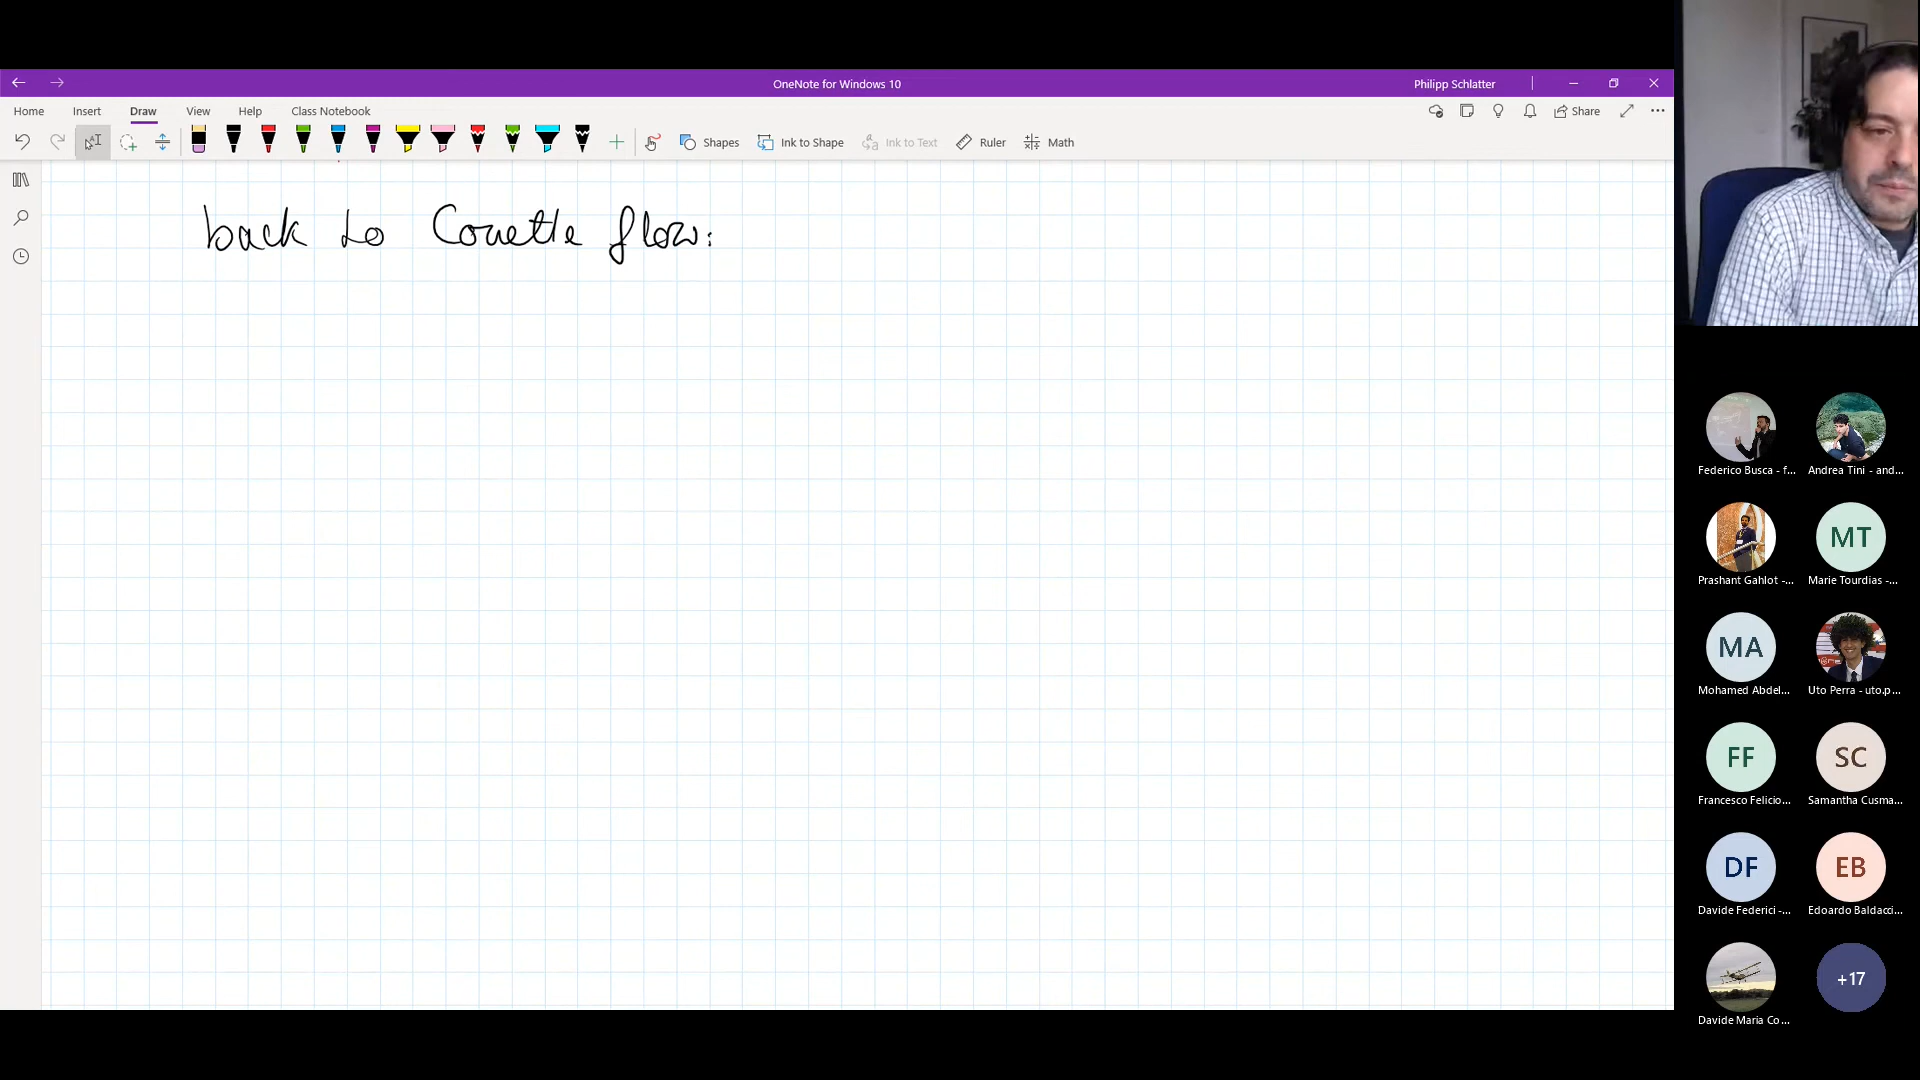 OneNote for Windows 10
Philipp Schlatter
Home Insert Draw View Help Class Notebook
Share
Shapes Ink to Shape Ink to Text Ruler Math
back to Couette flow:
Federico Busca - f... Andrea Tini - and...
MT
Prashant Gahlot -... Marie Tourdias -...
MA
Mohamed Abdel... Uto Perra - uto.p...
FF SC
Francesco Felicio... Samantha Cusma...
DF EB
Davide Federici -... Edoardo Baldacci...
+17
Davide Maria Co...